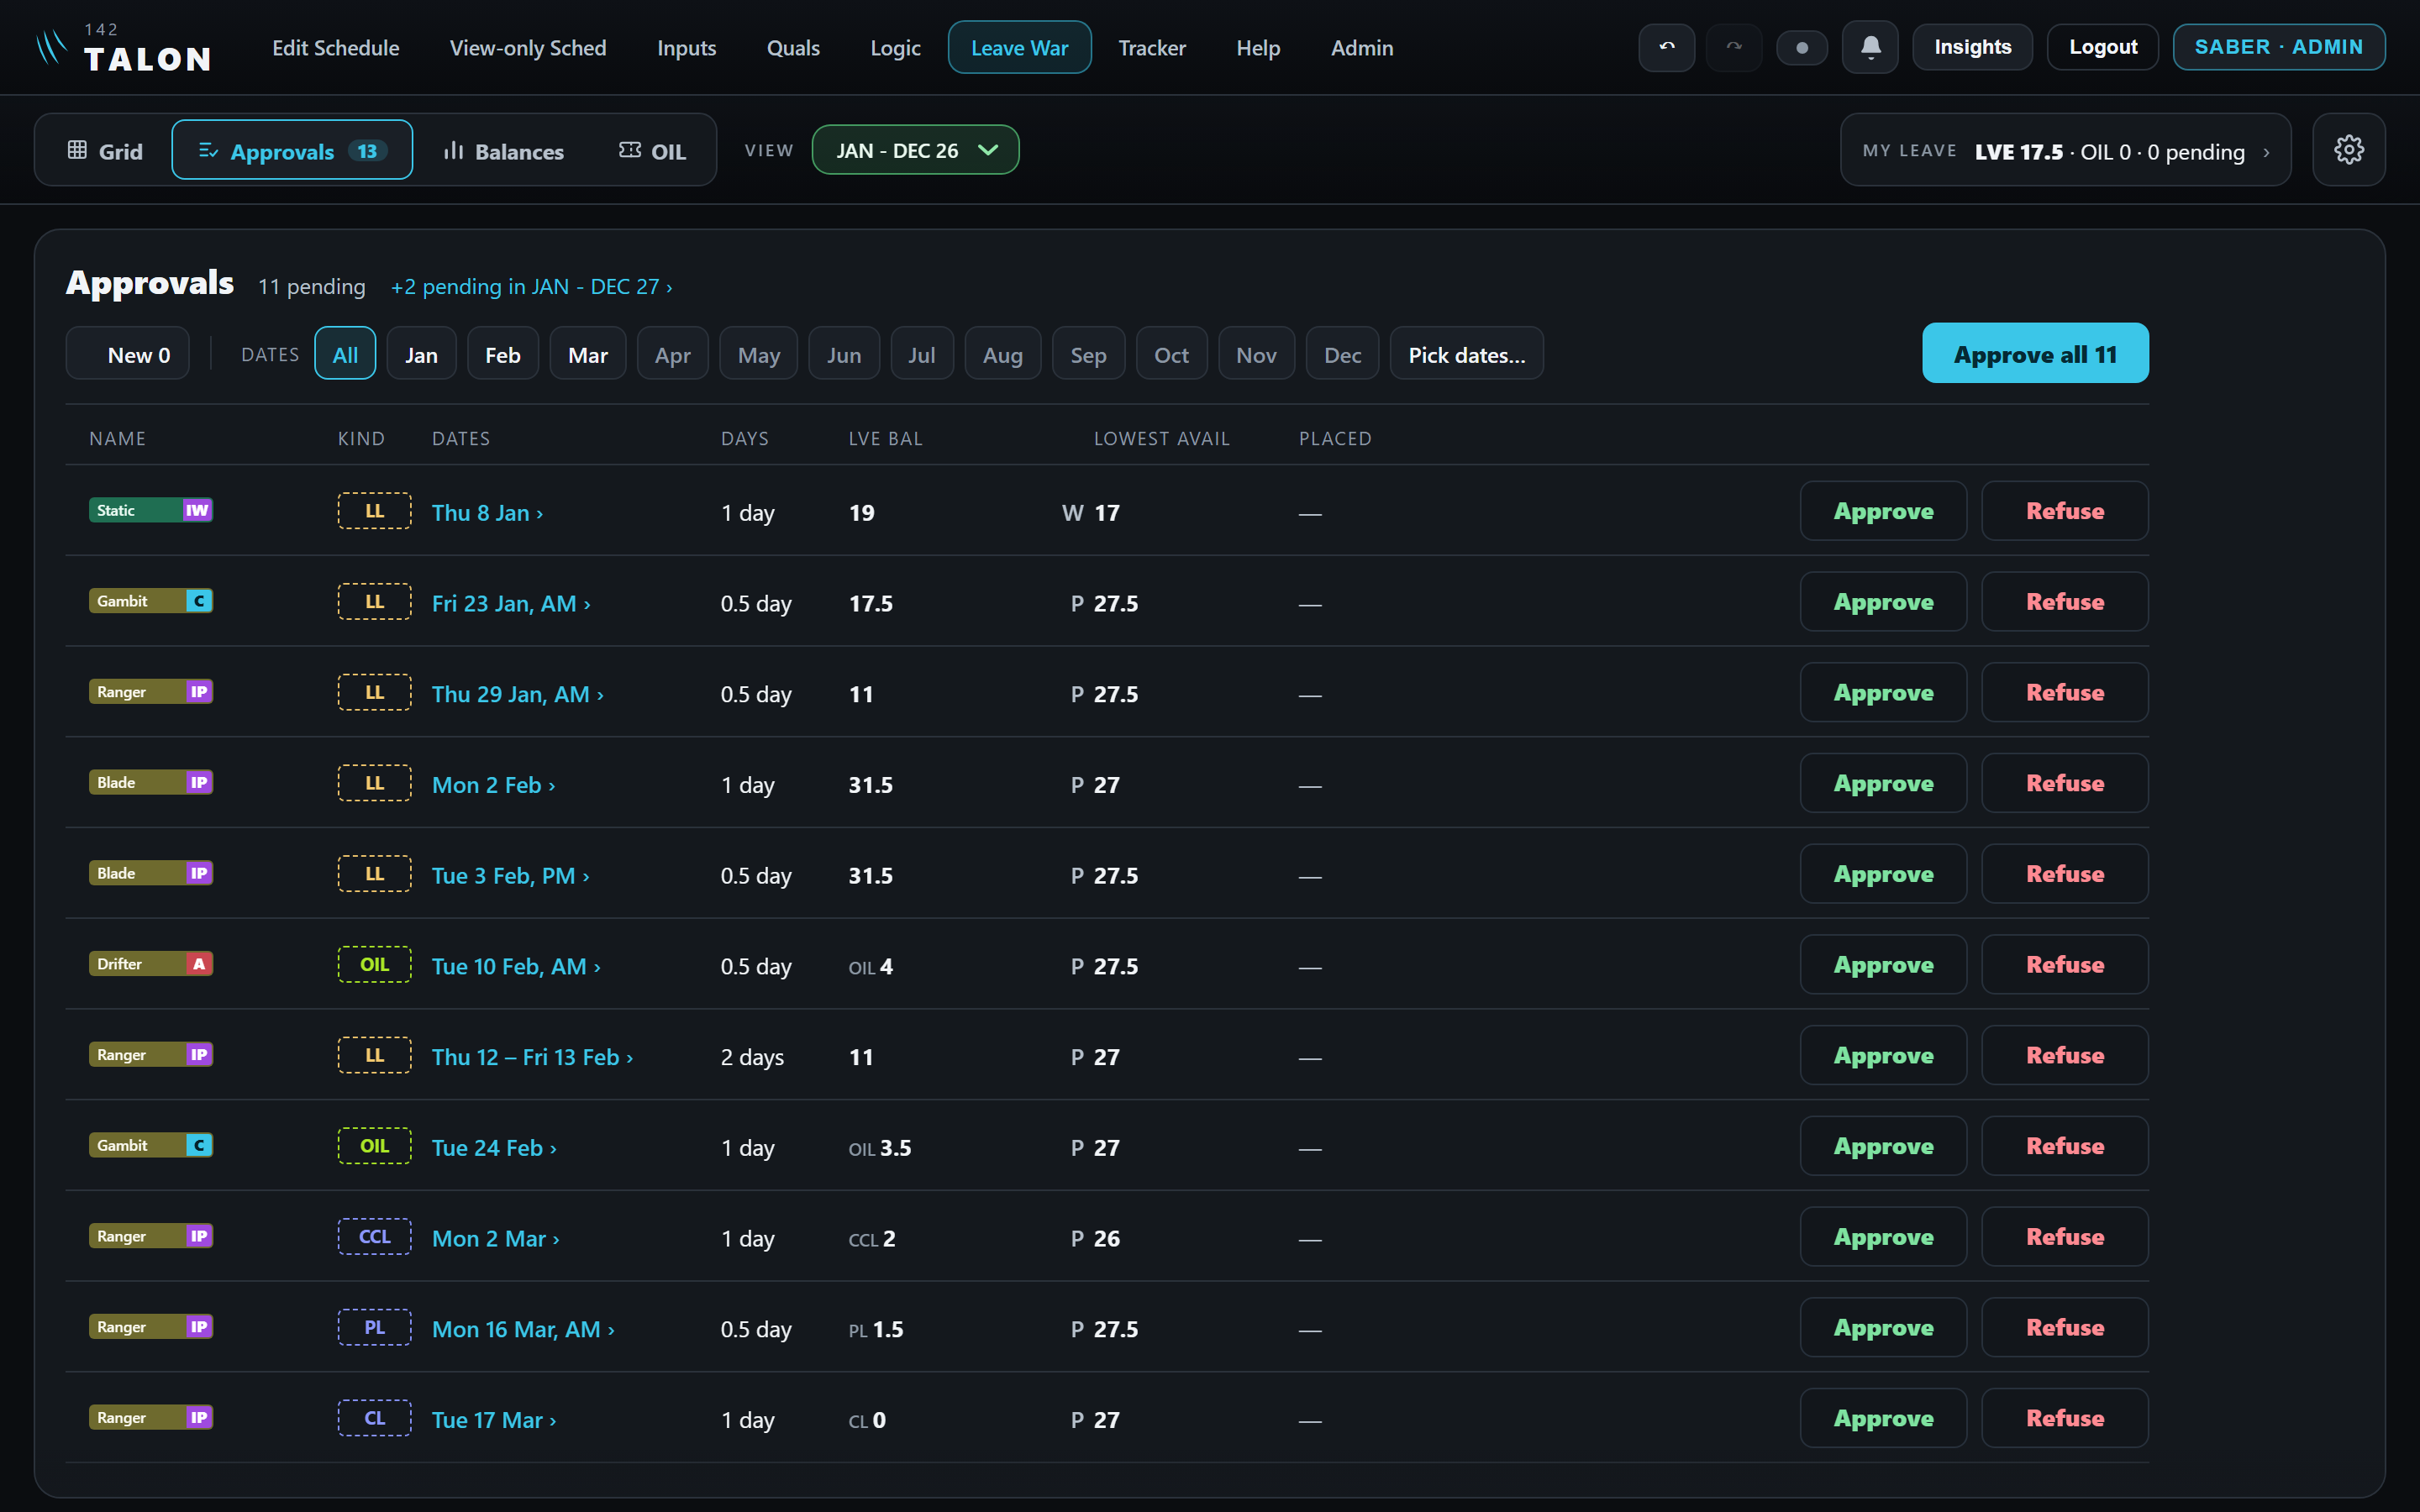 142
TALON
Edit Schedule View-only Sched Inputs Quals Logic Leave War Tracker Help Admin
Insights Logout SABER · ADMIN
Grid Approvals 13 Balances OIL VIEW JAN - DEC 26
MY LEAVE LVE 17.5 · OIL 0 · 0 pending ›
Approvals 11 pending +2 pending in JAN - DEC 27 ›
New 0 DATES All Jan Feb Mar Apr May Jun Jul Aug Sep Oct Nov Dec Pick dates... Approve all 11
NAME KIND DATES DAYS LVE BAL LOWEST AVAIL PLACED
Static IW LL Thu 8 Jan › 1 day 19 W 17 — Approve Refuse
Gambit C LL Fri 23 Jan, AM › 0.5 day 17.5 P 27.5 — Approve Refuse
Ranger IP LL Thu 29 Jan, AM › 0.5 day 11 P 27.5 — Approve Refuse
Blade IP LL Mon 2 Feb › 1 day 31.5 P 27 — Approve Refuse
Blade IP LL Tue 3 Feb, PM › 0.5 day 31.5 P 27.5 — Approve Refuse
Drifter A OIL Tue 10 Feb, AM › 0.5 day OIL 4 P 27.5 — Approve Refuse
Ranger IP LL Thu 12 – Fri 13 Feb › 2 days 11 P 27 — Approve Refuse
Gambit C OIL Tue 24 Feb › 1 day OIL 3.5 P 27 — Approve Refuse
Ranger IP CCL Mon 2 Mar › 1 day CCL 2 P 26 — Approve Refuse
Ranger IP PL Mon 16 Mar, AM › 0.5 day PL 1.5 P 27.5 — Approve Refuse
Ranger IP CL Tue 17 Mar › 1 day CL 0 P 27 — Approve Refuse